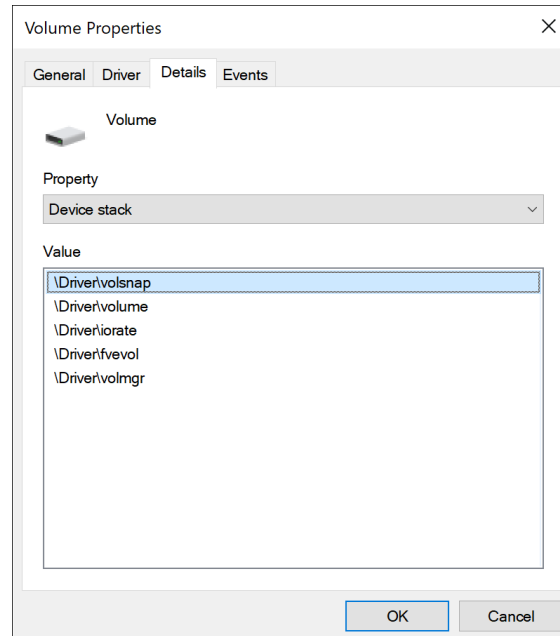 Volume Properties
General Driver Details Events
Volume
Property
Device stack
Value
\Driver\volsnap
\Driver\volume
\Driver\iorate
\Driver\fvevol
\Driver\volmgr
OK Cancel